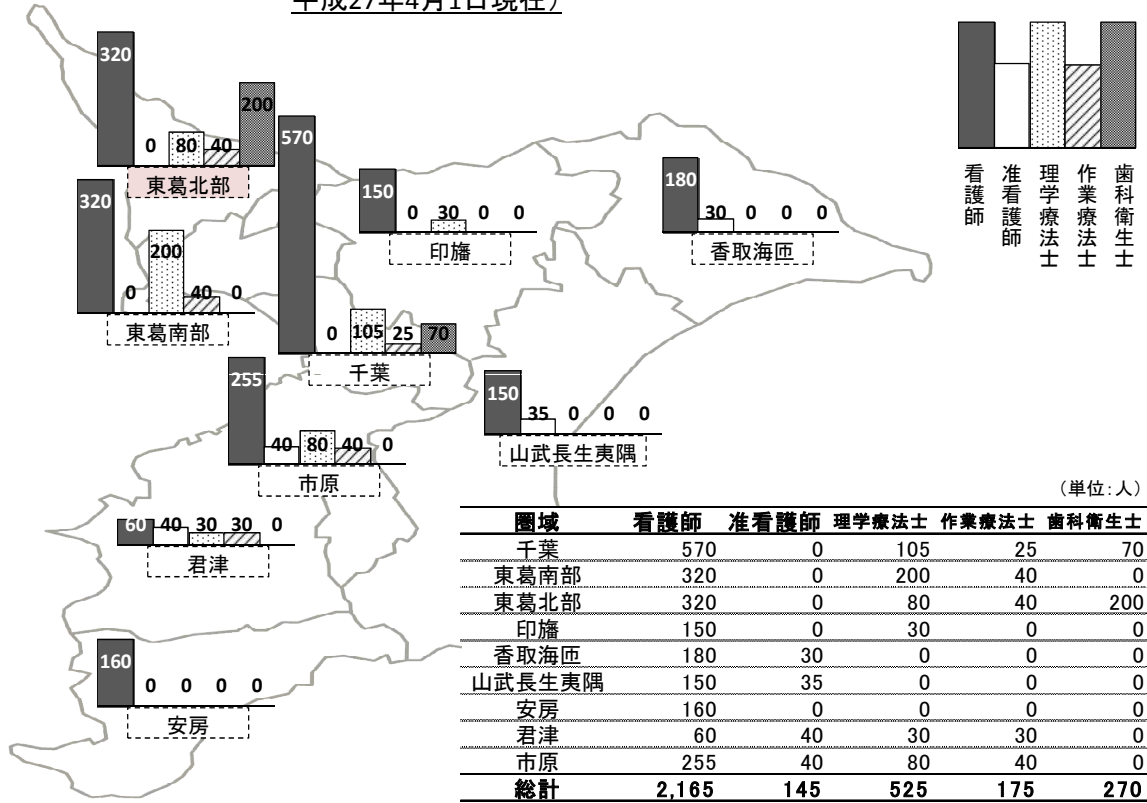 平成27年4月1日現在）
320
0
80
40
200
東葛北部
570
0
105
25
70
千葉
150
0
30
0
0
印旛
180
30
0
0
0
香取海匝
看護師
准看護師
理学療法士
作業療法士
歯科衛生士
320
0
200
40
0
東葛南部
255
40
80
40
0
市原
150
35
0
0
0
山武長生夷隅
60
40
30
30
0
君津
160
0
0
0
0
安房
（単位：人）
圏域 看護師 准看護師 理学療法士 作業療法士 歯科衛生士
千葉 570 0 105 25 70
東葛南部 320 0 200 40 0
東葛北部 320 0 80 40 200
印旛 150 0 30 0 0
香取海匝 180 30 0 0 0
山武長生夷隅 150 35 0 0 0
安房 160 0 0 0 0
君津 60 40 30 30 0
市原 255 40 80 40 0
総計 2,165 145 525 175 270